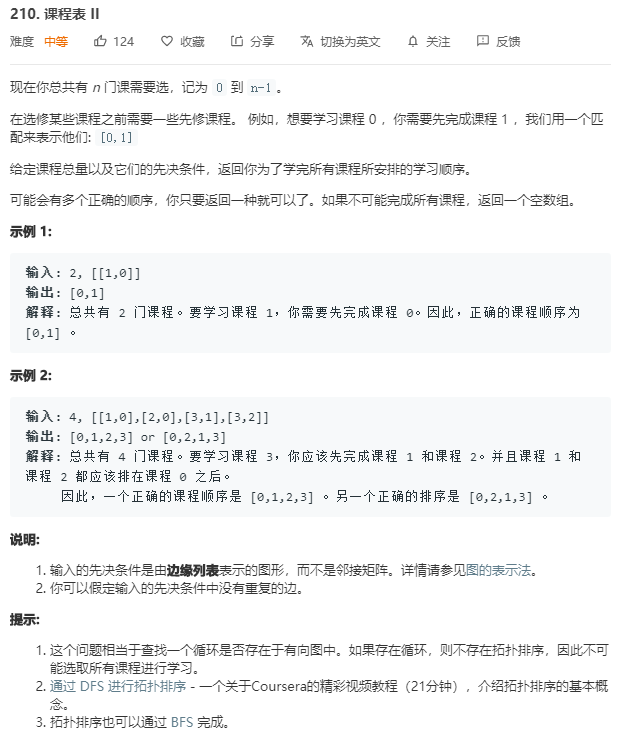 210. 课程表 II
难度 中等 124 收藏 分享 切换为英文 关注 反馈
现在你总共有 n 门课需要选，记为 0 到 n-1 。
在选修某些课程之前需要一些先修课程。 例如，想要学习课程 0 ，你需要先完成课程 1 ，我们用一个匹
配来表示他们: [0,1]
给定课程总量以及它们的先决条件，返回你为了学完所有课程所安排的学习顺序。
可能会有多个正确的顺序，你只要返回一种就可以了。如果不可能完成所有课程，返回一个空数组。
示例 1:
输入: 2, [[1,0]]
输出: [0,1]
解释: 总共有 2 门课程。要学习课程 1，你需要先完成课程 0。因此，正确的课程顺序为
[0,1] 。
示例 2:
输入: 4, [[1,0],[2,0],[3,1],[3,2]]
输出: [0,1,2,3] or [0,2,1,3]
解释: 总共有 4 门课程。要学习课程 3，你应该先完成课程 1 和课程 2。并且课程 1 和
课程 2 都应该排在课程 0 之后。
因此，一个正确的课程顺序是 [0,1,2,3] 。另一个正确的排序是 [0,2,1,3] 。
说明:
1. 输入的先决条件是由边缘列表表示的图形，而不是邻接矩阵。详情请参见图的表示法。
2. 你可以假定输入的先决条件中没有重复的边。
提示:
1. 这个问题相当于查找一个循环是否存在于有向图中。如果存在循环，则不存在拓扑排序，因此不可
能选取所有课程进行学习。
2. 通过 DFS 进行拓扑排序 - 一个关于Coursera的精彩视频教程（21分钟），介绍拓扑排序的基本概
念。
3. 拓扑排序也可以通过 BFS 完成。